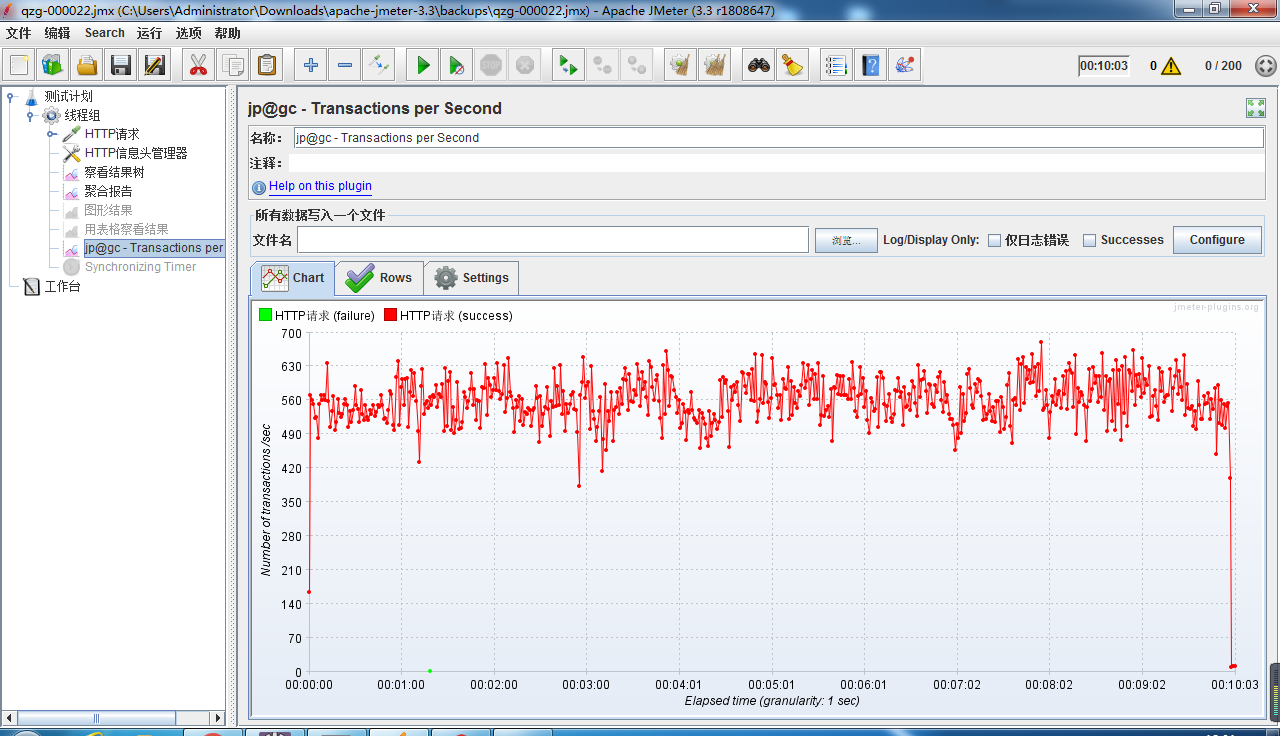 qzg-000022.jmx (C:\Users\Administrator\Downloads\apache-jmeter-3.3\backups\qzg-000022.jmx) - Apache JMeter (3.3 r1808647)
文件 编辑 Search 运行 选项 帮助
STOP 00:10:03 0 0 / 200
测试计划
线程组
HTTP请求
HTTP信息头管理器
察看结果树
聚合报告
图形结果
用表格察看结果
jp@gc - Transactions per
Synchronizing Timer
工作台
jp@gc - Transactions per Second
名称： jp@gc - Transactions per Second
注释：
Help on this plugin
所有数据写入一个文件
文件名 浏览... Log/Display Only: 仅日志错误 Successes Configure
Chart Rows Settings
jmeter-plugins.org
HTTP请求 (failure) HTTP请求 (success)
700
630
560
490
420
350
280
210
140
70
0
Number of transactions /sec
00:00:00 00:01:00 00:02:00 00:03:00 00:04:01 00:05:01 00:06:01 00:07:02 00:08:02 00:09:02 00:10:03
Elapsed time (granularity: 1 sec)